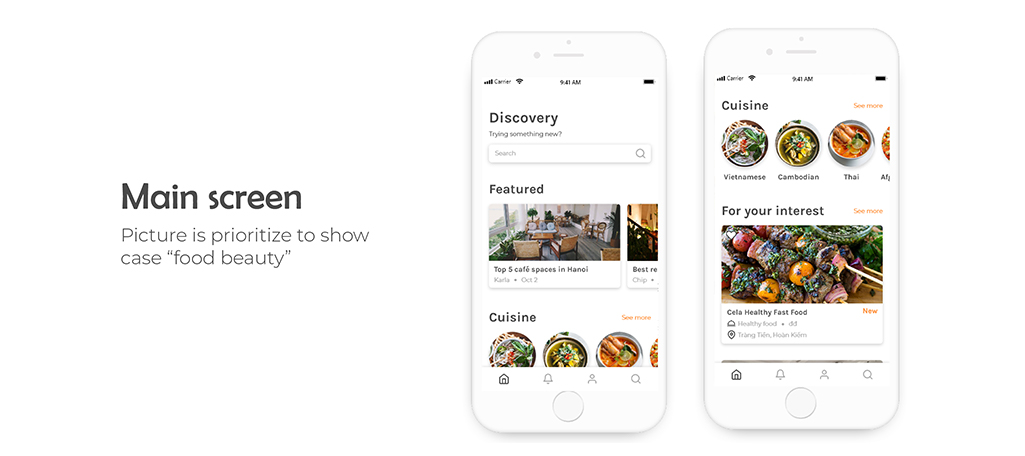 Main screen
Picture is prioritize to show
case “food beauty”
Carrier 9:41 AM
Discovery
Trying something new?
Search
Featured
Top 5 café spaces in Hanoi
Karla • Oct 2
Best re
Chip •
Cuisine See more
Carrier 9:41 AM
Cuisine See more
Vietnamese Cambodian Thai Afg
For your interest See more
Cela Healthy Fast Food New
Healthy food • đđ
Tràng Tiền, Hoàn Kiếm